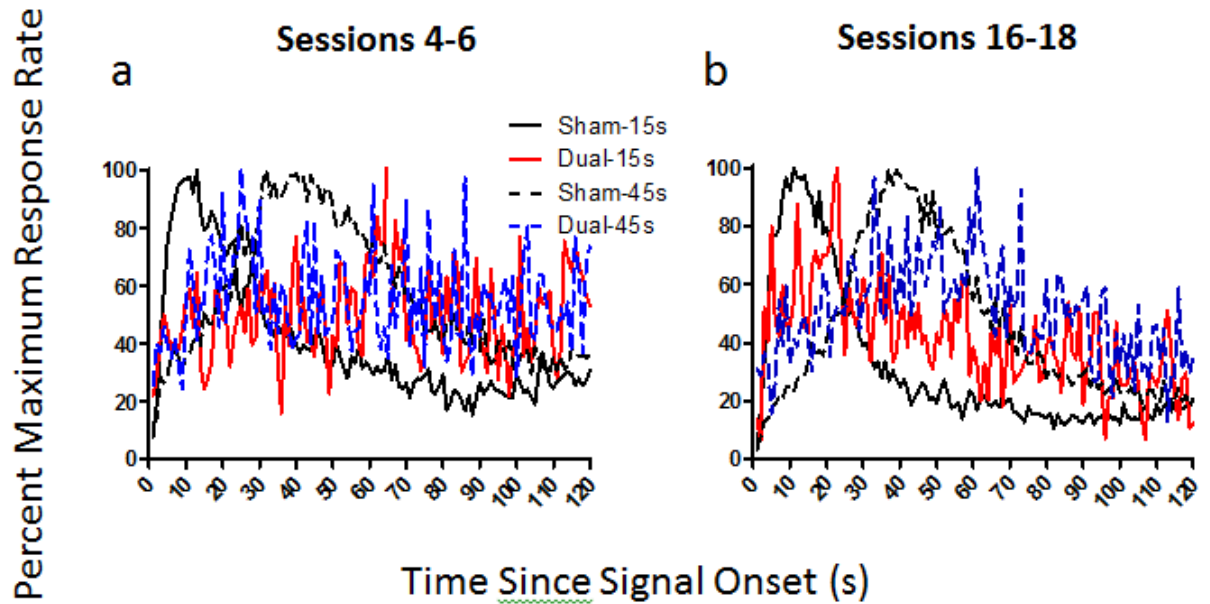 Sessions 4-6
Sessions 16-18
a
b
Percent Maximum Response Rate
Sham-15s
Dual-15s
Sham-45s
Dual-45s
100
80
60
40
20
0
0 10 20 30 40 50 60 70 80 90 100 110 120
100
80
60
40
20
0
0 10 20 30 40 50 60 70 80 90 100 110 120
Time Since Signal Onset (s)